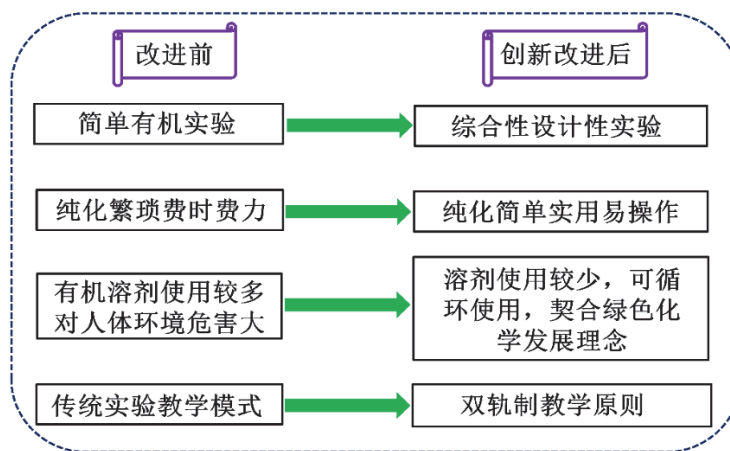 改进前
创新改进后
简单有机实验
综合性设计性实验
纯化繁琐费时费力
纯化简单实用易操作
有机溶剂使用较多
对人体环境危害大
溶剂使用较少，可循
环使用，契合绿色化
学发展理念
传统实验教学模式
双轨制教学原则